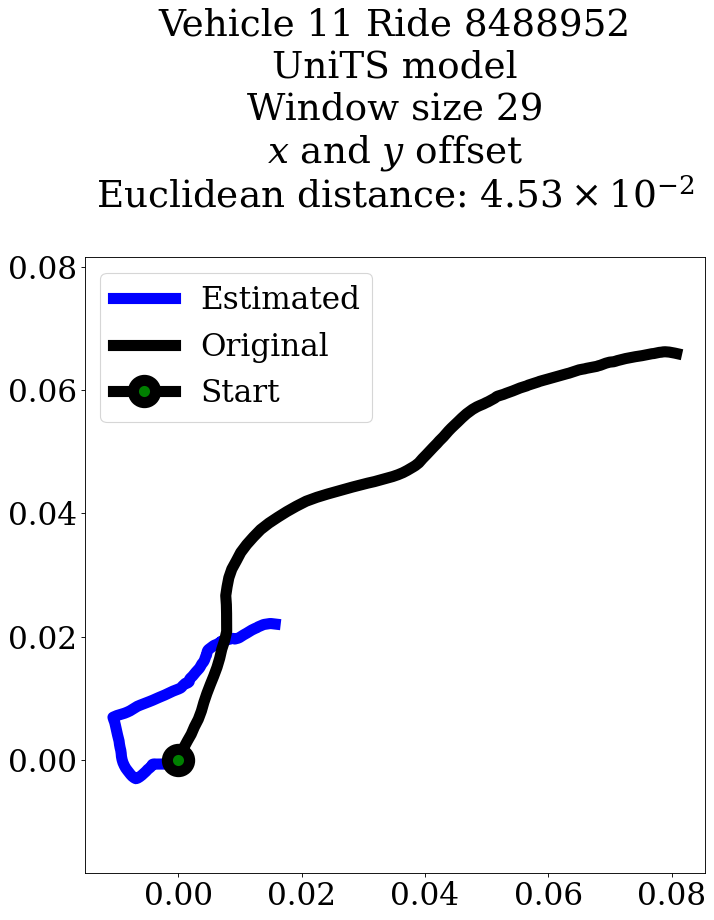 Vehicle 11 Ride 8488952
UniTS model
Window size 29
x and y offset
Euclidean distance: 4.53 × 10⁻²
0.08
0.06
0.04
0.02
0.00
Estimated
Original
Start
0.00 0.02 0.04 0.06 0.08